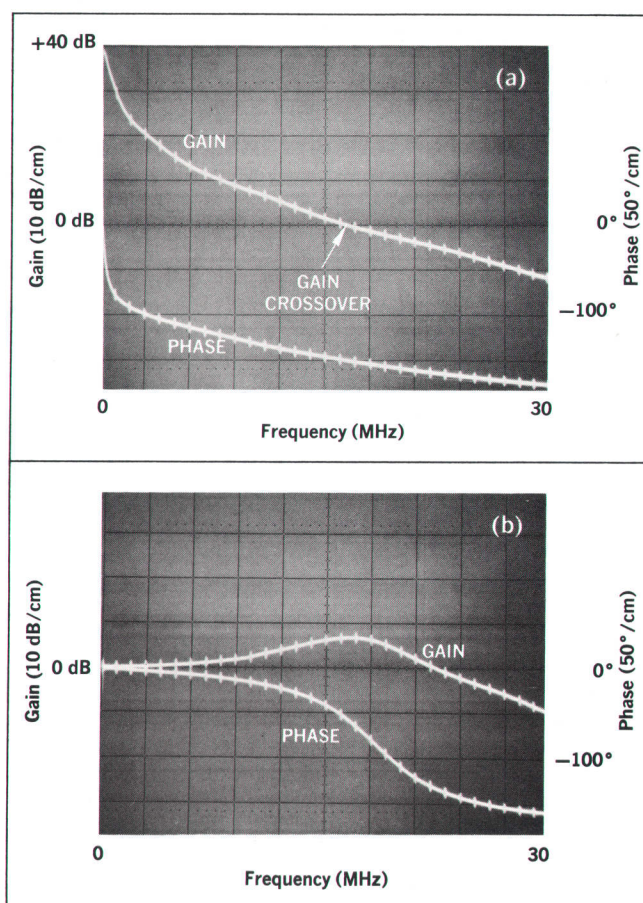 +40 dB
(a)
GAIN
Gain (10 dB/cm)
0 dB
0°
Phase (50°/cm)
GAIN
CROSSOVER
−100°
PHASE
0
30
Frequency (MHz)
(b)
Gain (10 dB/cm)
0 dB
GAIN
0°
Phase (50°/cm)
PHASE
−100°
0
30
Frequency (MHz)